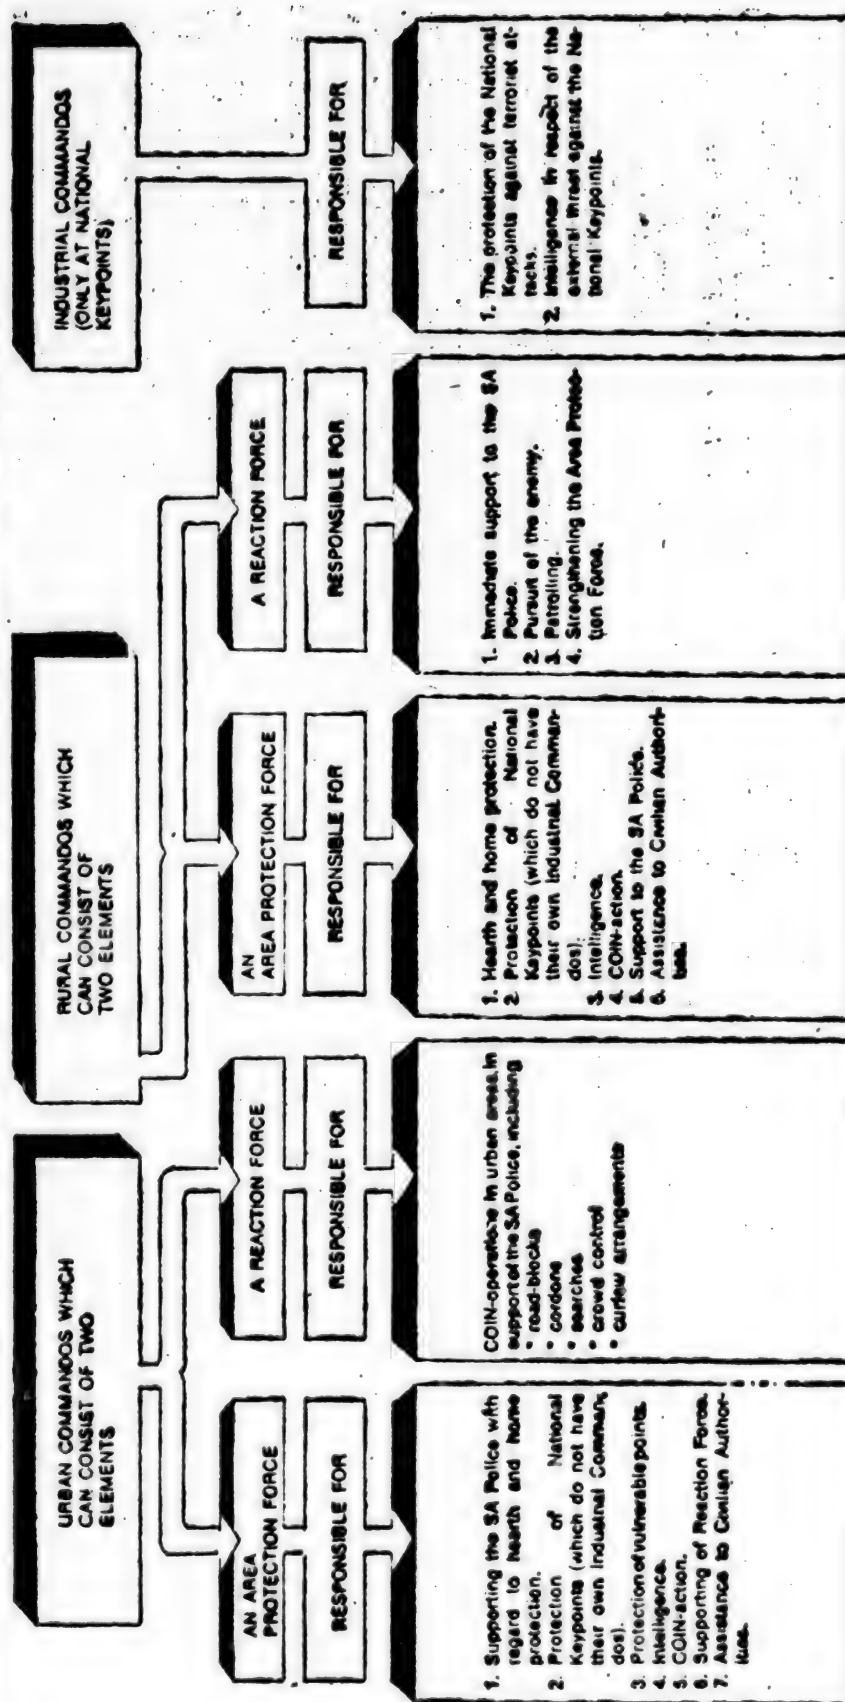 URBAN COMMANDOS WHICH
CAN CONSIST OF TWO
ELEMENTS
AN AREA
PROTECTION FORCE
RESPONSIBLE FOR
1. Supporting the SA Police with
regard to hearth and home
protection.
2. Protection of National
Keypoints (which do not have
their own Industrial Comman-
dos).
3. Protection of vulnerable points.
4. Intelligence.
5. COIN-action.
6. Supporting of Reaction Force.
7. Assistance to Civilian Author-
ities.
A REACTION FORCE
RESPONSIBLE FOR
COIN-operations in urban areas, in
support of the SA Police, including
* road-blocks
* cordons
* searches
* crowd control
* curfew arrangements
RURAL COMMANDOS WHICH
CAN CONSIST OF
TWO ELEMENTS
AN
AREA PROTECTION FORCE
RESPONSIBLE FOR
1. Hearth and home protection.
2. Protection of National
Keypoints (which do not have
their own Industrial Comman-
dos).
3. Intelligence.
4. COIN-action.
5. Support to the SA Police.
6. Assistance to Civilian Authori-
ties.
A REACTION FORCE
RESPONSIBLE FOR
1. Immediate support to the SA
Police.
2. Pursuit of the enemy.
3. Patrolling.
4. Strengthening the Area Protec-
tion Force.
INDUSTRIAL COMMANDOS
(ONLY AT NATIONAL
KEYPOINTS)
RESPONSIBLE FOR
1. The protection of the National
Keypoints against terrorist at-
tacks.
2. Intelligence in respect of the
external threat against the Na-
tional Keypoints.